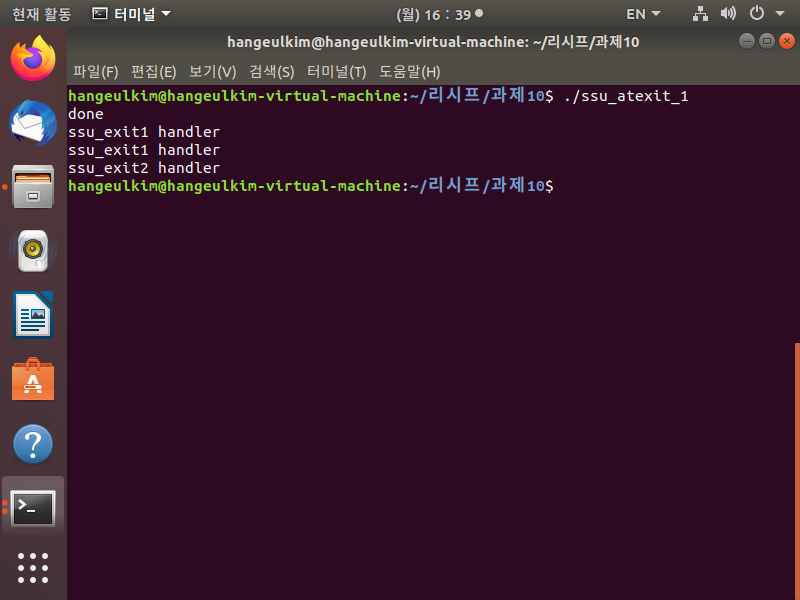 현재 활동 터미널 (월) 16 : 39 EN
hangeulkim@hangeulkim-virtual-machine: ~/리시프/과제10
파일(F) 편집(E) 보기(V) 검색(S) 터미널(T) 도움말(H)
hangeulkim@hangeulkim-virtual-machine:~/리시프/과제10$ ./ssu_atexit_1
done
ssu_exit1 handler
ssu_exit1 handler
ssu_exit2 handler
hangeulkim@hangeulkim-virtual-machine:~/리시프/과제10$